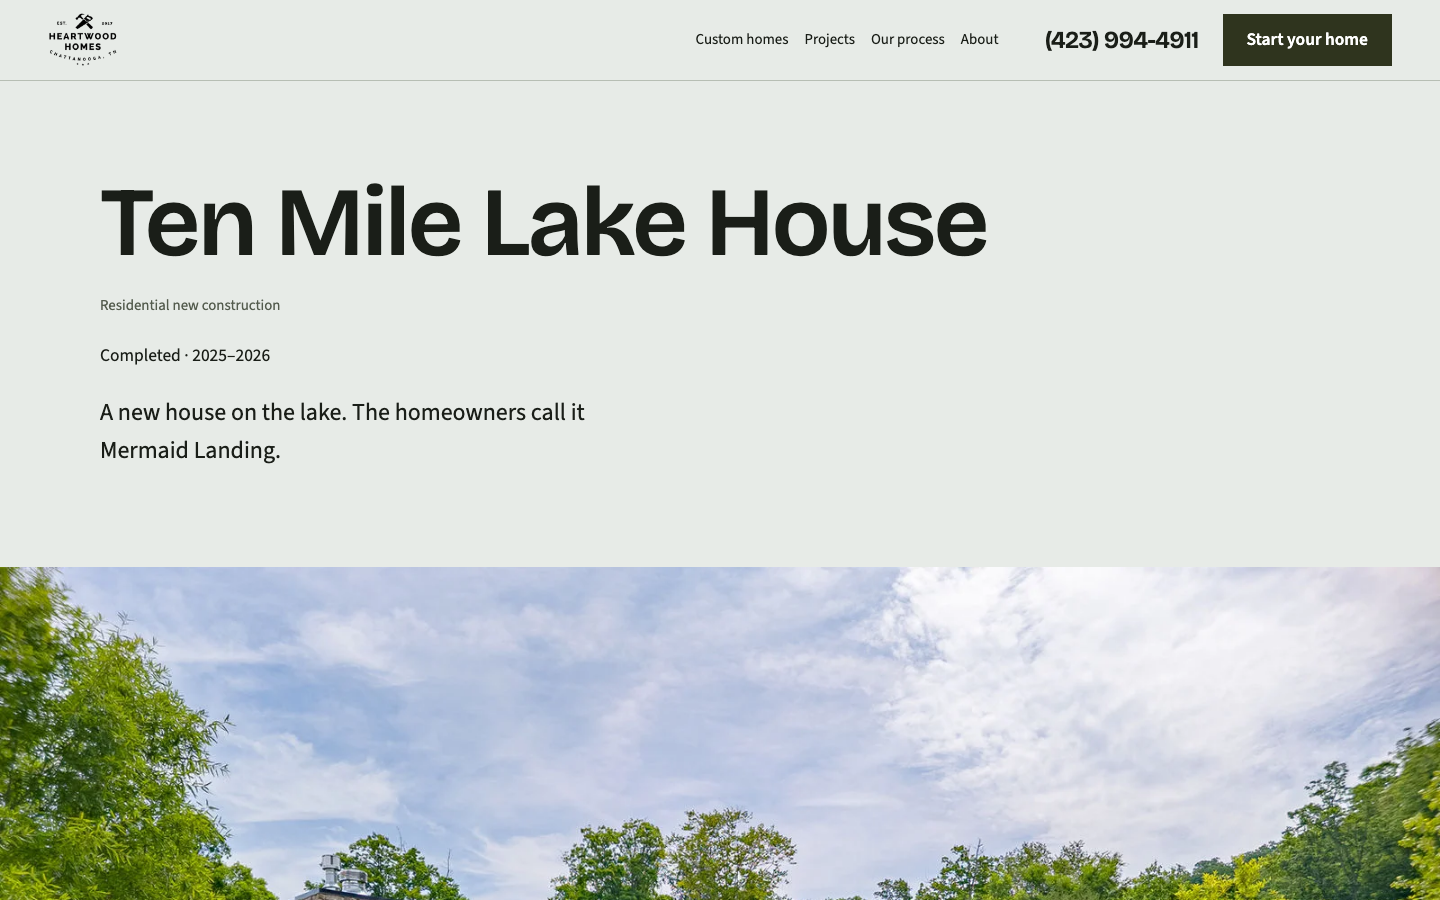 EST. 2017
HEARTWOOD
HOMES
CHATTANOOGA, TN
Custom homes Projects Our process About (423) 994-4911 Start your home
Ten Mile Lake House
Residential new construction
Completed · 2025–2026
A new house on the lake. The homeowners call it
Mermaid Landing.